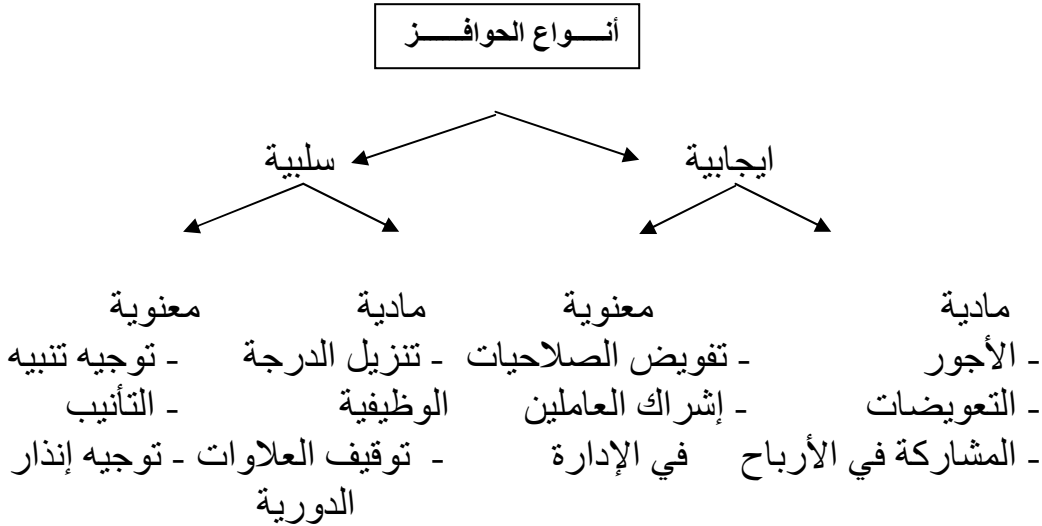 أنـــواع الحوافـــز
ايجابية سلبية
مادية معنوية مادية معنوية
- الأجور - تفويض الصلاحيات - تنزيل الدرجة - توجيه تنبيه
- التعويضات - إشراك العاملين الوظيفية - التأنيب
- المشاركة في الأرباح في الإدارة - توقيف العلاوات - توجيه إنذار
الدورية